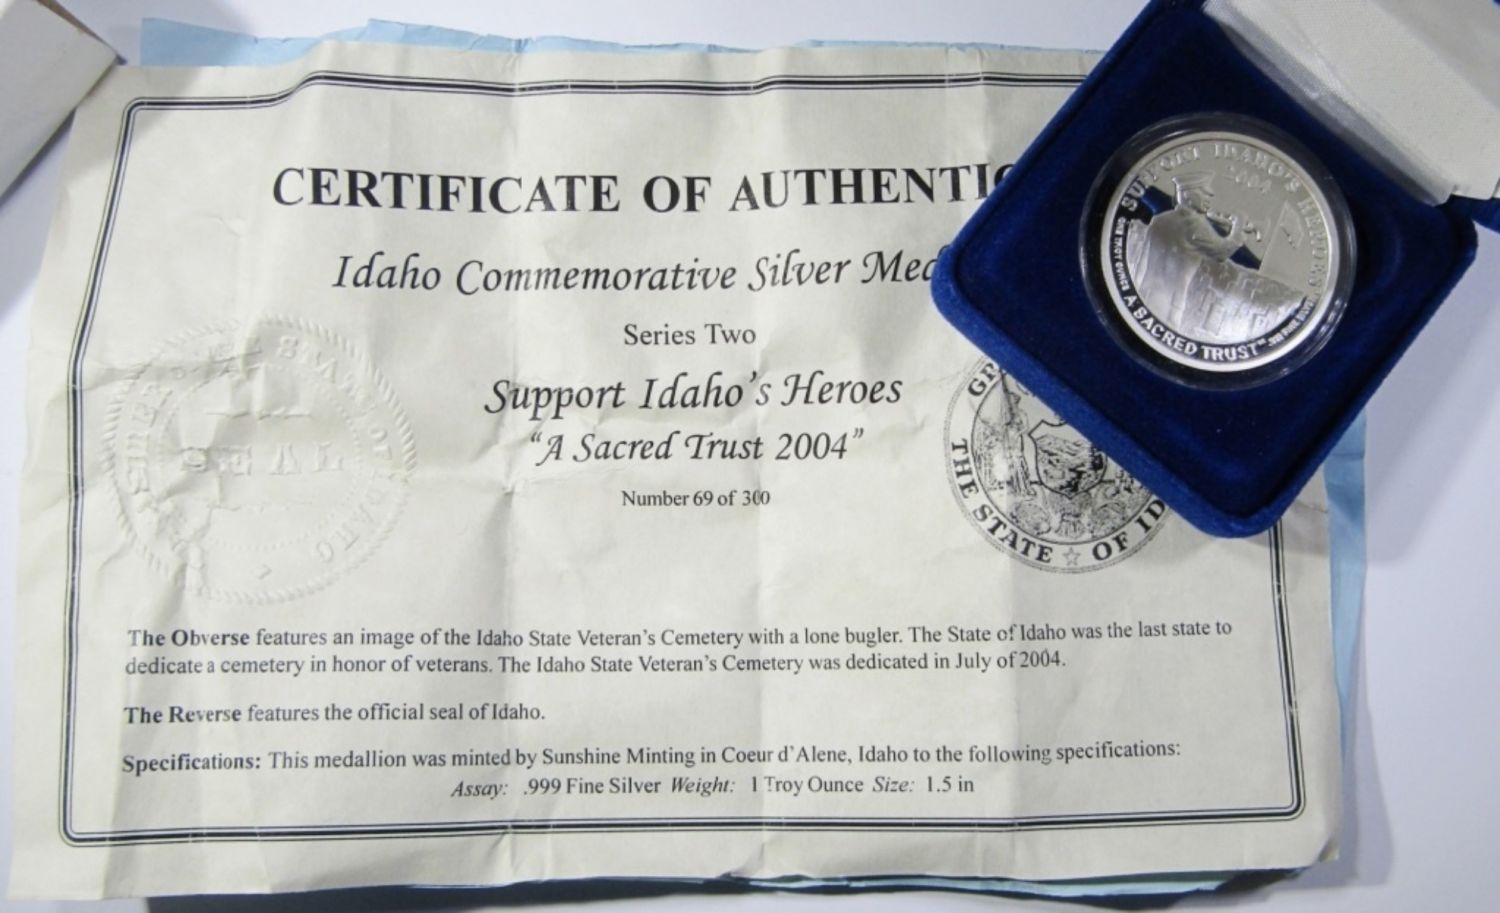 CERTIFICATE OF AUTHENTIC
Idaho Commemorative Silver Med
Series Two
Support Idaho's Heroes
"A Sacred Trust 2004"
Number 69 of 300
SEAL
THE STATE ☆ OF ID
SUPPORT IDAHO'S HEROES
2004
A SACRED TRUST
The Obverse features an image of the Idaho State Veteran's Cemetery with a lone bugler. The State of Idaho was the last state to
dedicate a cemetery in honor of veterans. The Idaho State Veteran's Cemetery was dedicated in July of 2004.
The Reverse features the official seal of Idaho.
Specifications: This medallion was minted by Sunshine Minting in Coeur d'Alene, Idaho to the following specifications:
Assay: .999 Fine Silver Weight: 1 Troy Ounce Size: 1.5 in